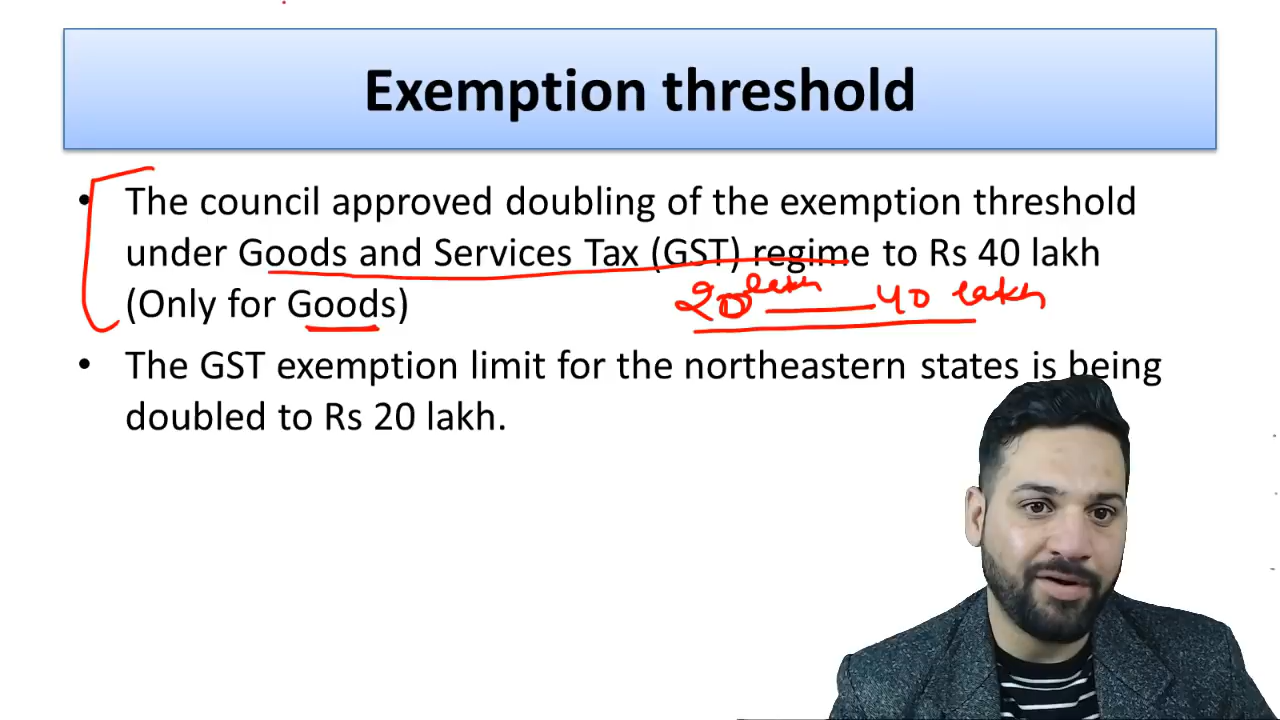 Exemption threshold
• The council approved doubling of the exemption threshold
under Goods and Services Tax (GST) regime to Rs 40 lakh
(Only for Goods)
20 lakh 40 lakh
• The GST exemption limit for the northeastern states is being
doubled to Rs 20 lakh.